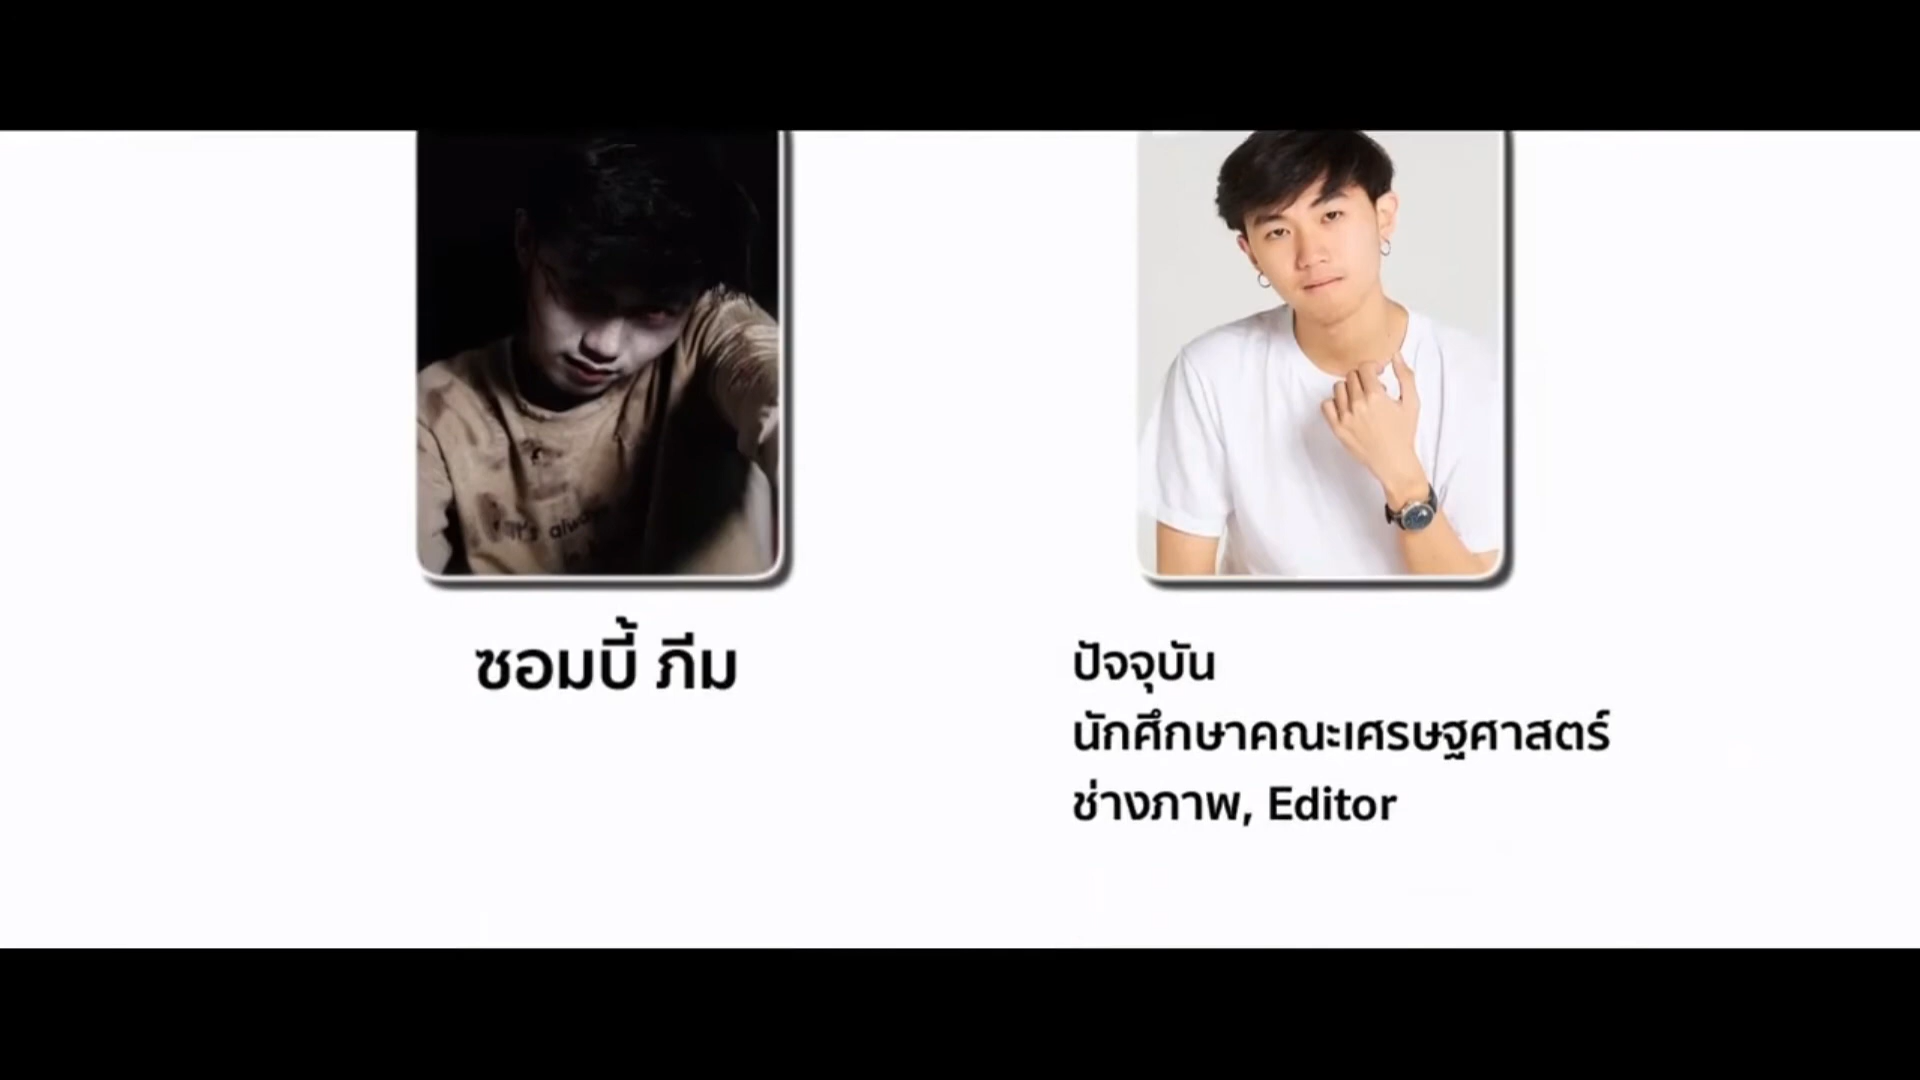 ซอมบี้ ภีม
ปัจจุบัน
นักศึกษาคณะเศรษฐศาสตร์
ช่างภาพ, Editor